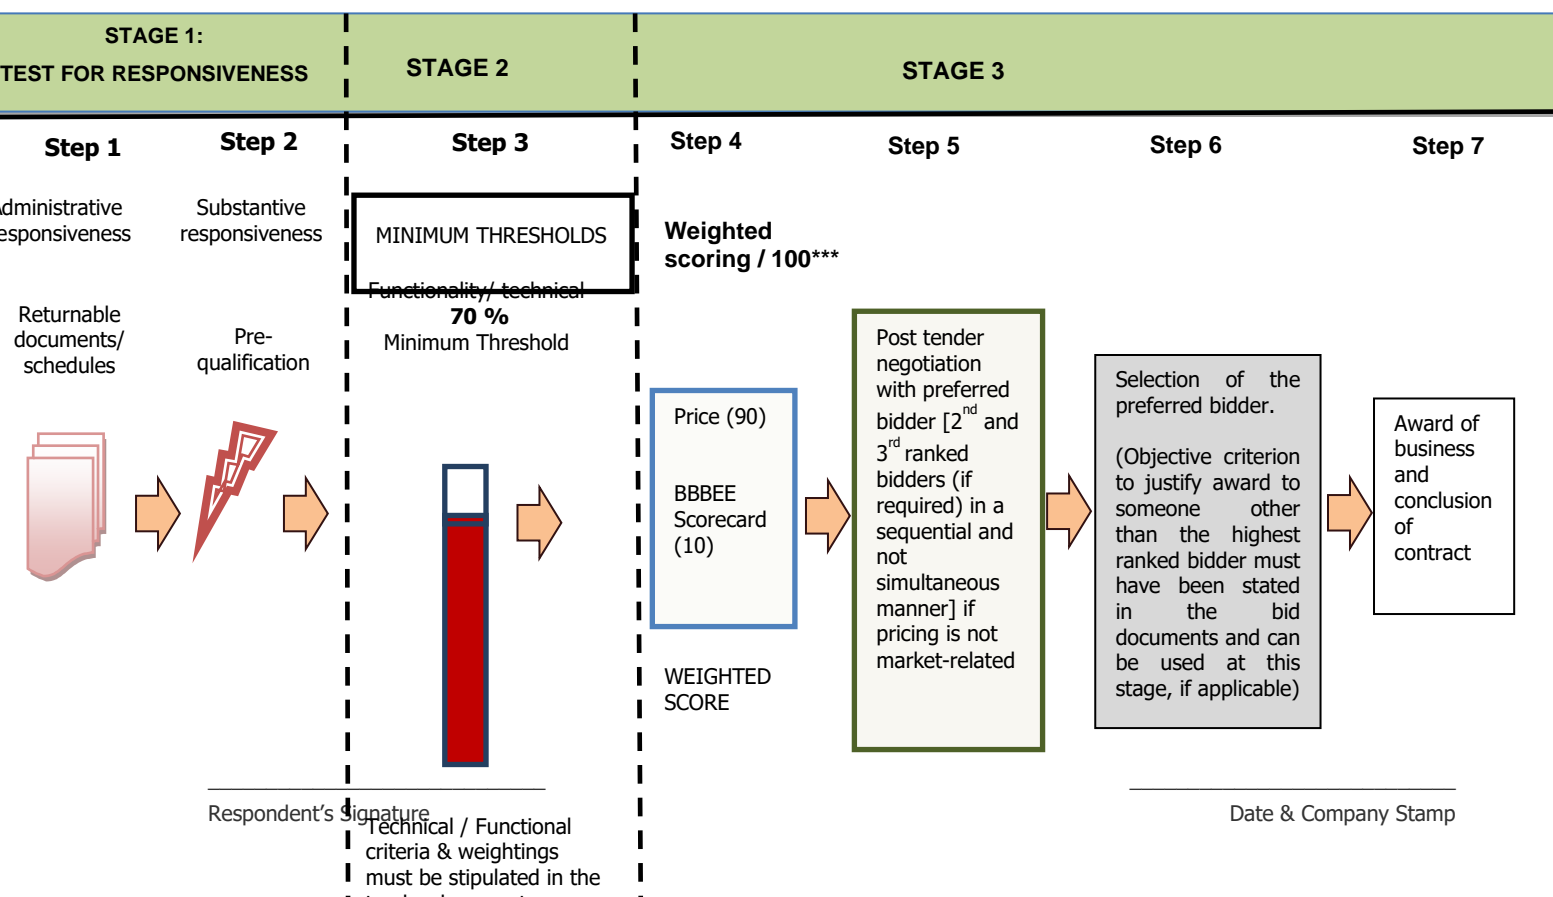 STAGE 1:
TEST FOR RESPONSIVENESS
STAGE 2
STAGE 3
Step 1
Step 2
Step 3
Step 4
Step 5
Step 6
Step 7
dministrative
esponsiveness
Returnable
documents/
schedules
Substantive
responsiveness
Pre-
qualification
MINIMUM THRESHOLDS
Functionality/ technical
70 %
Minimum Threshold
Weighted
scoring / 100***
Price (90)
BBBEE
Scorecard
(10)
WEIGHTED
SCORE
Post tender
negotiation
with preferred
bidder [2nd and
3rd ranked
bidders (if
required) in a
sequential and
not
simultaneous
manner] if
pricing is not
market-related
Selection of the
preferred bidder.
(Objective criterion
to justify award to
someone other
than the highest
ranked bidder must
have been stated
in the bid
documents and can
be used at this
stage, if applicable)
Award of
business
and
conclusion
of
contract
Respondent’s Signature
Date & Company Stamp
Technical / Functional
criteria & weightings
must be stipulated in the